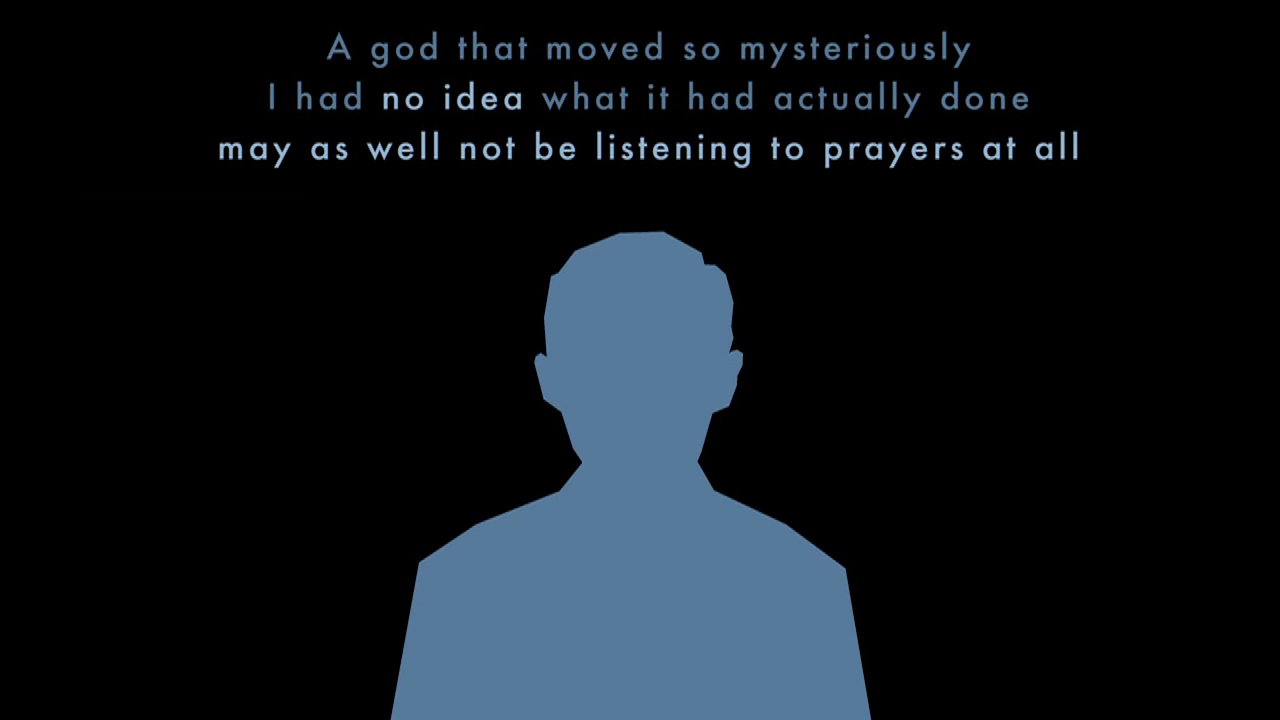 A god that moved so mysteriously
I had no idea what it had actually done
may as well not be listening to prayers at all